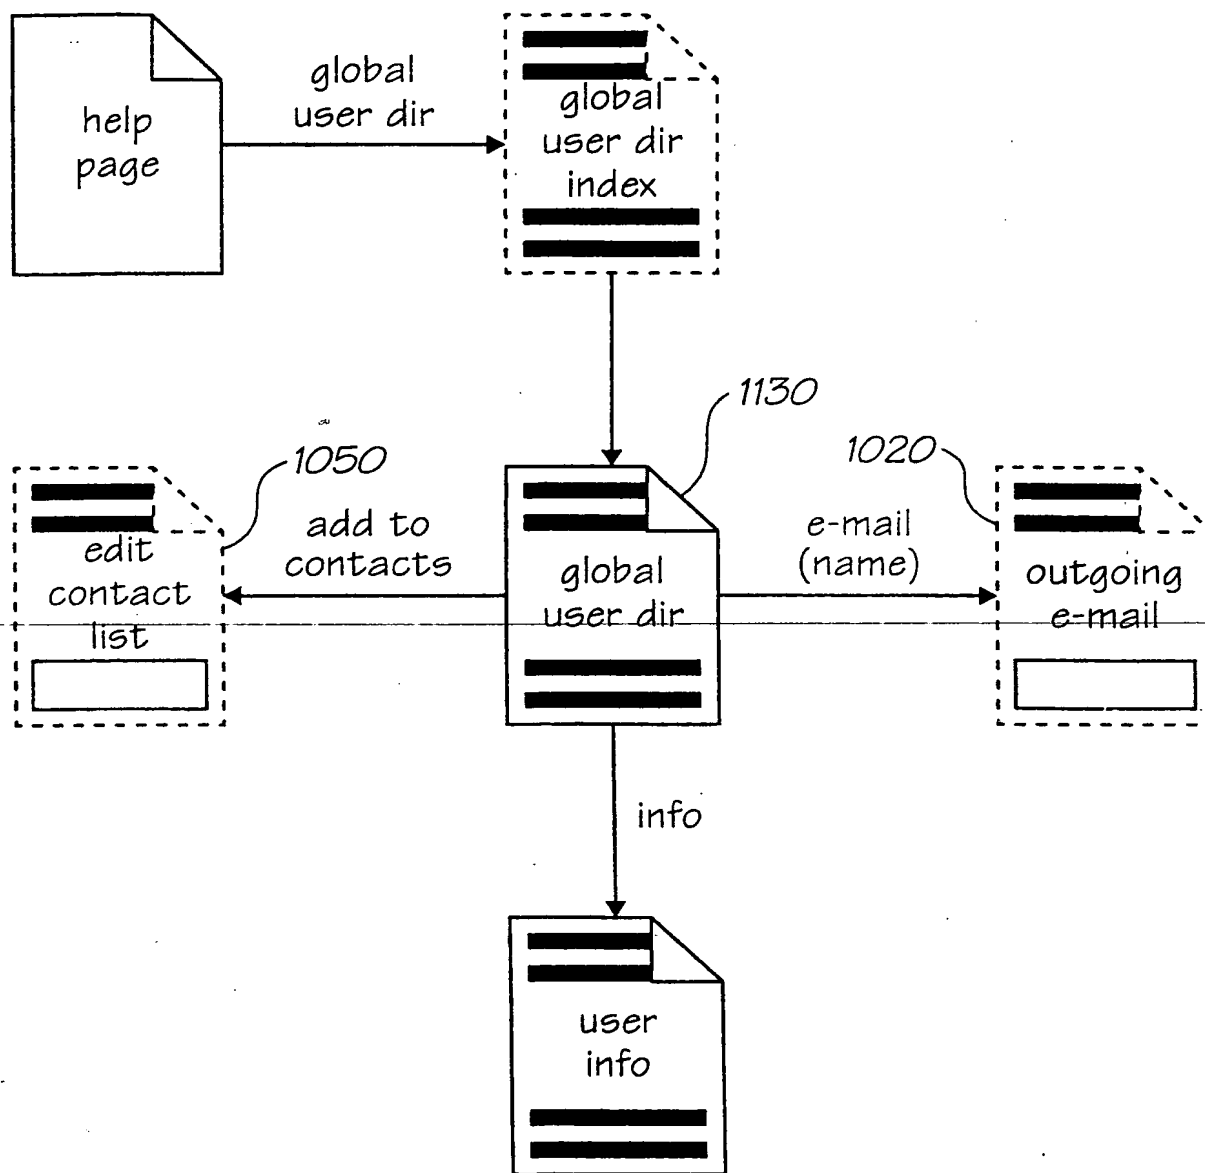 help
page
global
user dir
global
user dir
index
1130
1050
1020
edit
contact
list
add to
contacts
global
user dir
e-mail
(name)
outgoing
e-mail
info
user
info